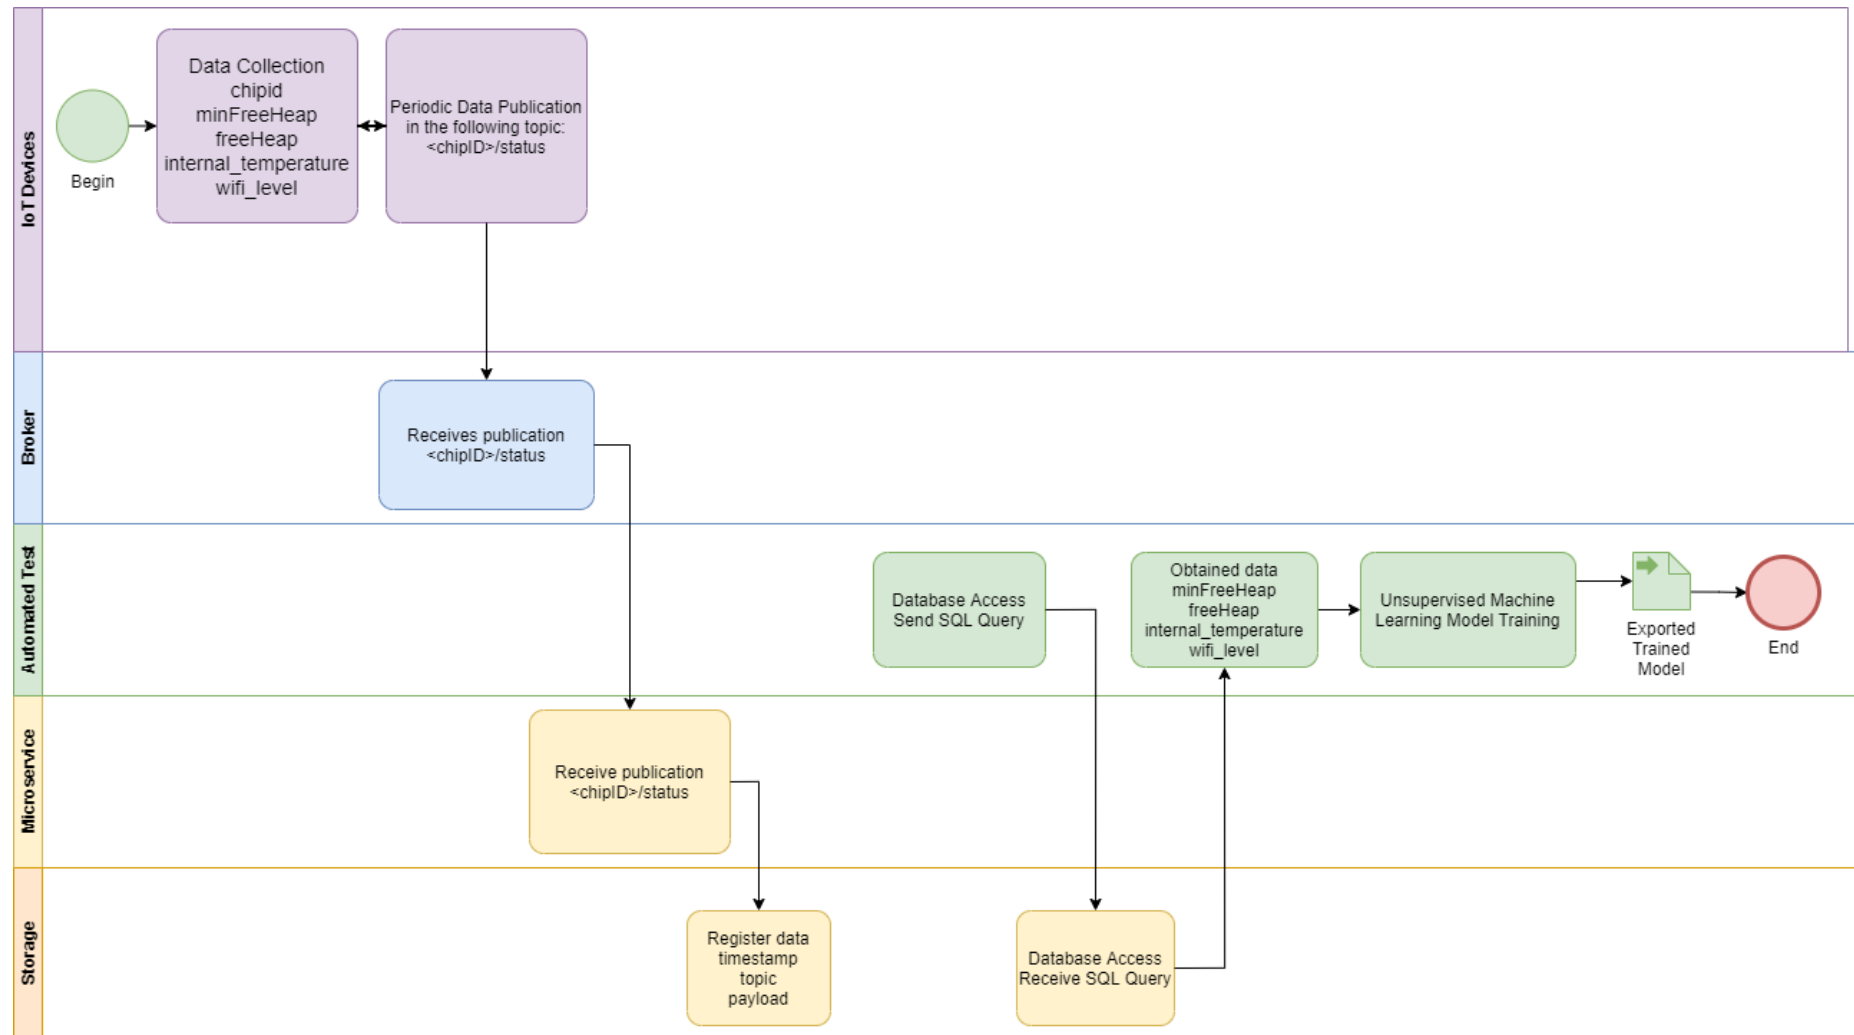 IoT Devices
Begin
Data Collection
chipid
minFreeHeap
freeHeap
internal_temperature
wifi_level
Periodic Data Publication
in the following topic:
<chipID>/status
Broker
Receives publication
<chipID>/status
Automated Test
Database Access
Send SQL Query
Obtained data
minFreeHeap
freeHeap
internal_temperature
wifi_level
Unsupervised Machine
Learning Model Training
Exported
Trained
Model
End
Microservice
Receive publication
<chipID>/status
Storage
Register data
timestamp
topic
payload
Database Access
Receive SQL Query